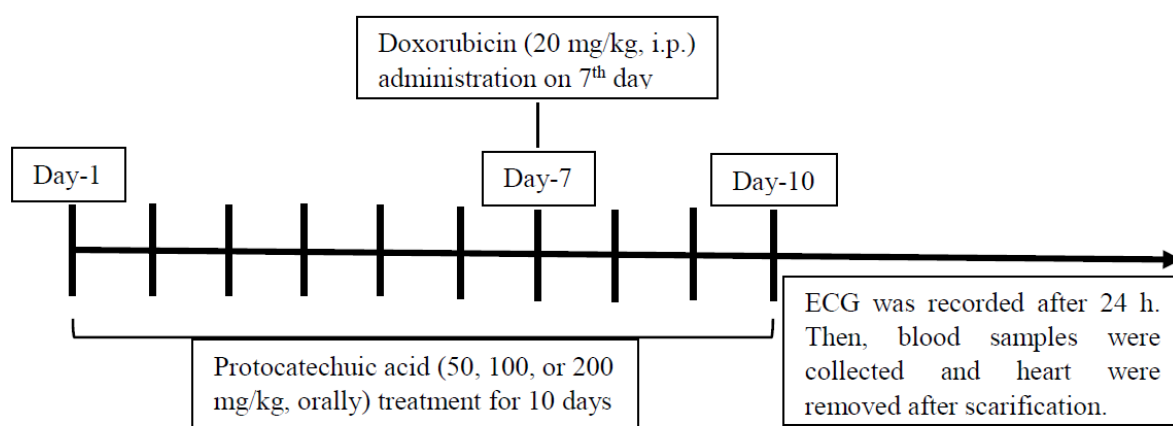 Doxorubicin (20 mg/kg, i.p.)
administration on 7th day
Day-1
Day-7
Day-10
ECG was recorded after 24 h.
Then, blood samples were
collected and heart were
removed after scarification.
Protocatechuic acid (50, 100, or 200
mg/kg, orally) treatment for 10 days